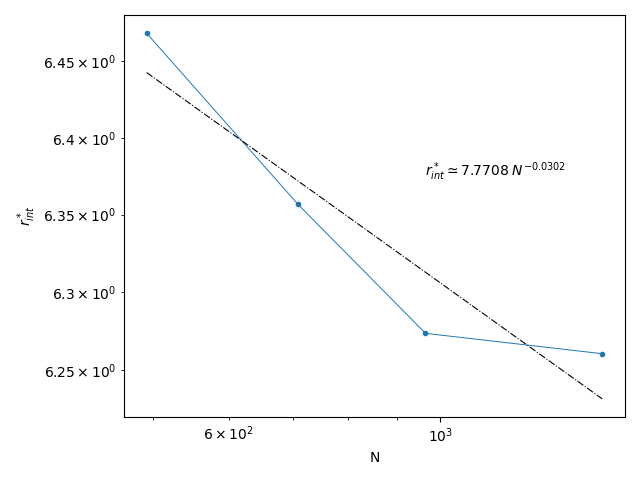 6.45 × 10⁰
6.4 × 10⁰
6.35 × 10⁰
6.3 × 10⁰
6.25 × 10⁰
r*ᵢₙₜ
r*ᵢₙₜ ≃ 7.7708 N⁻⁰·⁰³⁰²
6 × 10² 10³
N